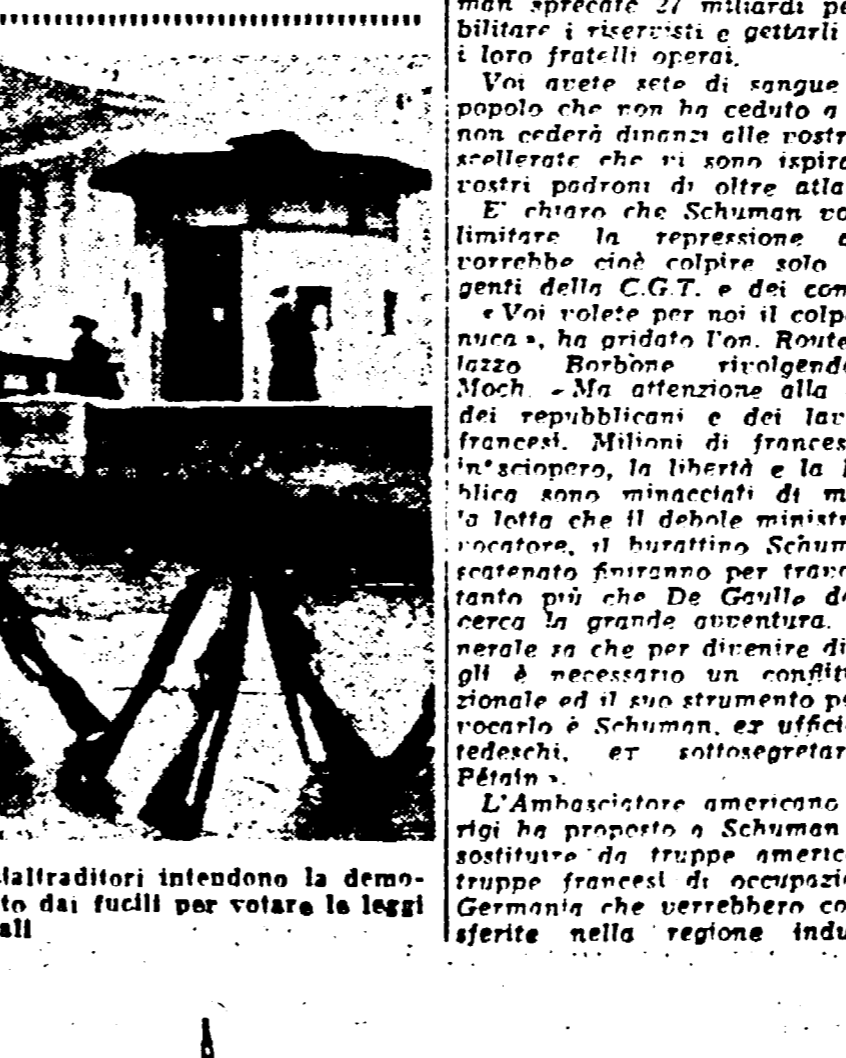 ialtraditori intendono la demo-
to dai fucili per votare le leggi
ali
man sprecate 27 miliardi pe
bilitare i riservisti e gettarli
i loro fratelli operai.
Voi avete sete di sangue
popolo che non ha ceduto a
non cederà dinanzi alle vostr
scellerate che vi sono ispira
vostri padroni di oltre atla
E' chiaro che Schuman vo
limitare la repressione
vorrebbe cioè colpire solo
genti della C.G.T. e dei com
« Voi volete per noi il colp
nuca », ha gridato l'on. Route
lazzo Borbone rivolgend
Moch. - Ma attenzione alla
dei repubblicani e dei lav
francesi. Milioni di frances
in sciopero, la libertà e la
blica sono minacciati di m
la lotta che il debole ministr
vocatore, il burattino Schum
scatenato finiranno per trav
tanto più che De Gaulle d
cerca la grande avventura.
nerale sa che per divenire di
gli è necessario un conflit
zionale ed il suo strumento p
vocarlo è Schuman, ex uffici
tedeschi, ex sottosegretar
Pétain ».
L'Ambasciatore americano
rigi ha proposto a Schuman
sostituire da truppe americ
truppe francesi di occupazi
Germania che verrebbero co
sferite nella regione indu